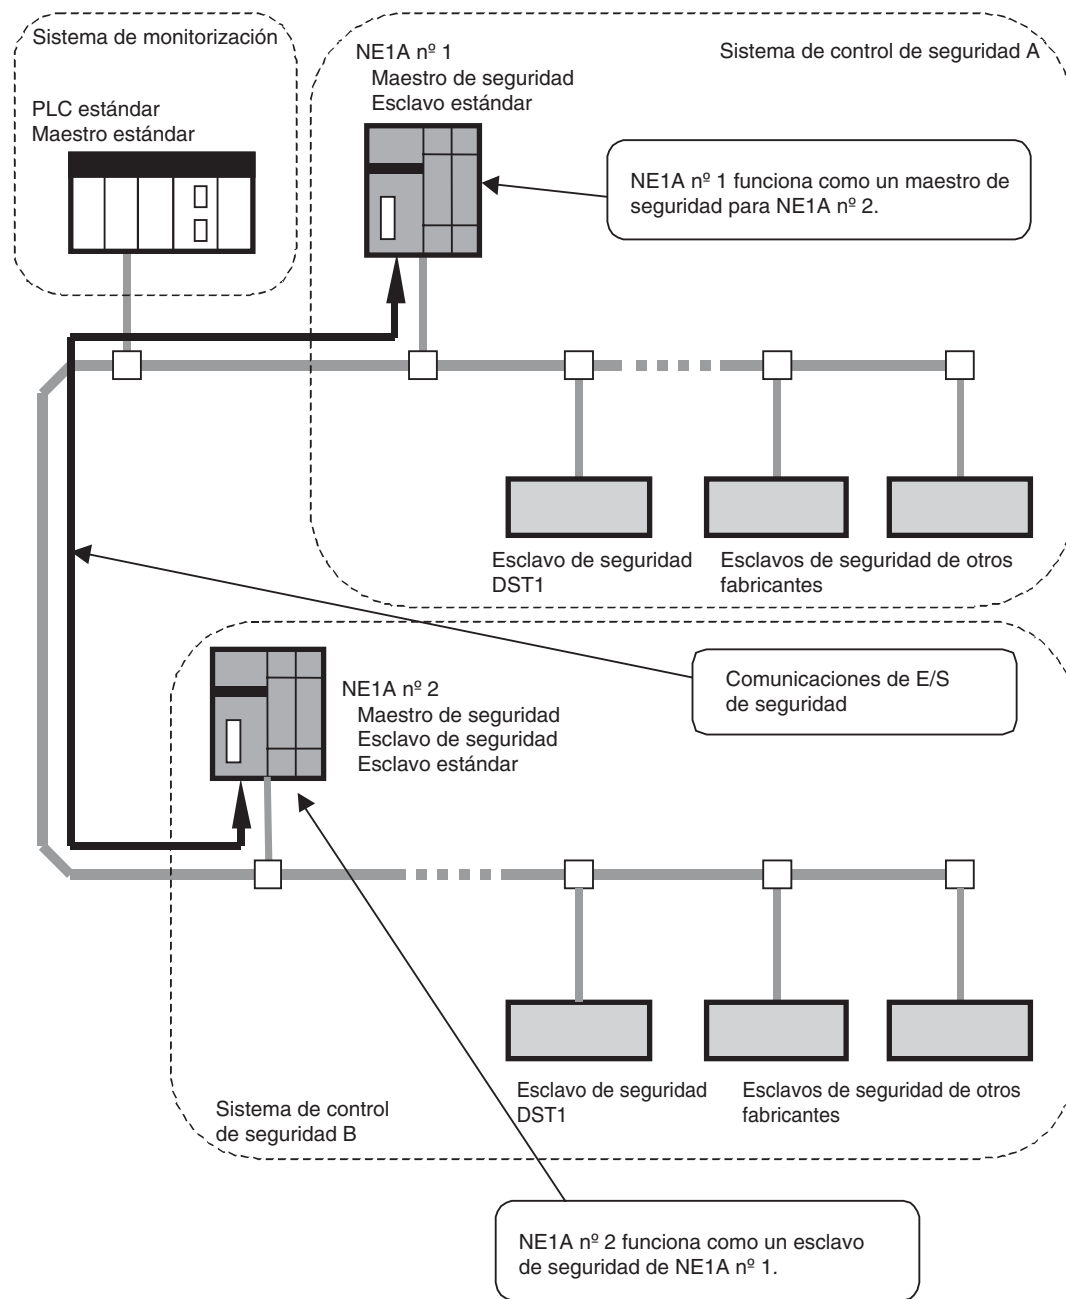 Sistema de monitorización
PLC estándar
Maestro estándar
NE1A nº 1
Maestro de seguridad
Esclavo estándar
Sistema de control de seguridad A
NE1A nº 1 funciona como un maestro de
seguridad para NE1A nº 2.
Esclavo de seguridad
DST1
Esclavos de seguridad de otros
fabricantes
NE1A nº 2
Maestro de seguridad
Esclavo de seguridad
Esclavo estándar
Comunicaciones de E/S
de seguridad
Esclavo de seguridad
DST1
Esclavos de seguridad de otros
fabricantes
Sistema de control
de seguridad B
NE1A nº 2 funciona como un esclavo
de seguridad de NE1A nº 1.